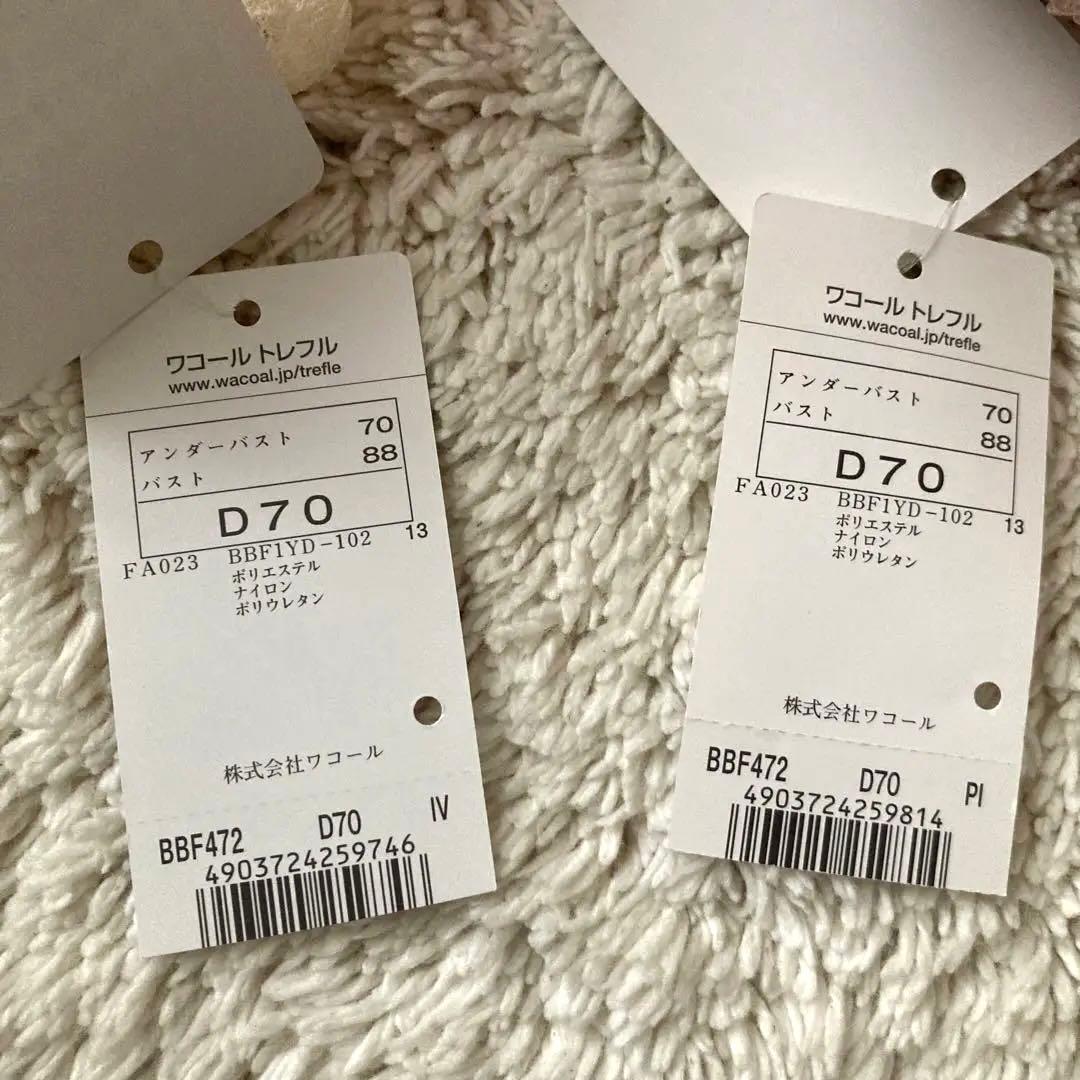 ワコール トレフル
www.wacoal.jp/trefle
アンダーバスト 70
バスト 88
D70
FA023 BBF1YD-102 13
ポリエステル
ナイロン
ポリウレタン
株式会社ワコール
BBF472 D70 IV
4903724259746
ワコール トレフル
www.wacoal.jp/trefle
アンダーバスト 70
バスト 88
D70
FA023 BBF1YD-102 13
ポリエステル
ナイロン
ポリウレタン
株式会社ワコール
BBF472 D70 PI
4903724259814